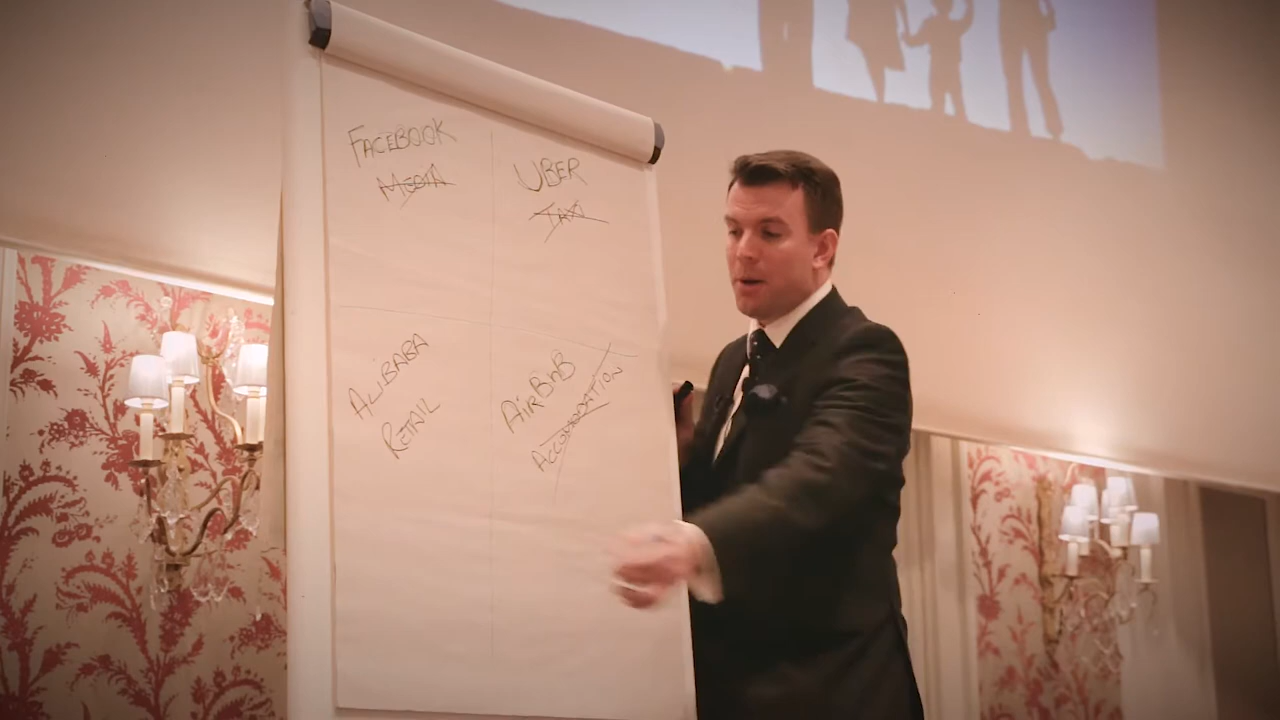 FACEBOOK
MEDIA
UBER
TAXI
ALiBABA
RETAIL
AirBnB
ACCOMODATION